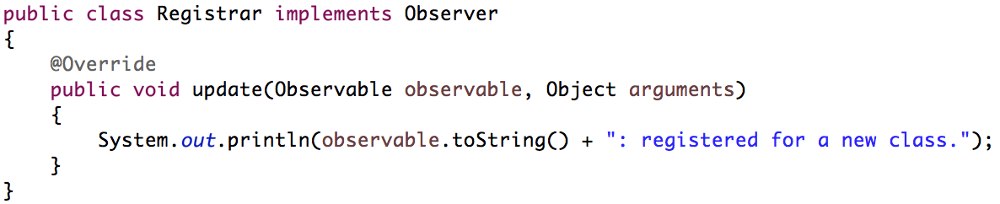 public class Registrar implements Observer
{
    @Override
    public void update(Observable observable, Object arguments)
    {
        System.out.println(observable.toString() + ": registered for a new class.");
    }
}